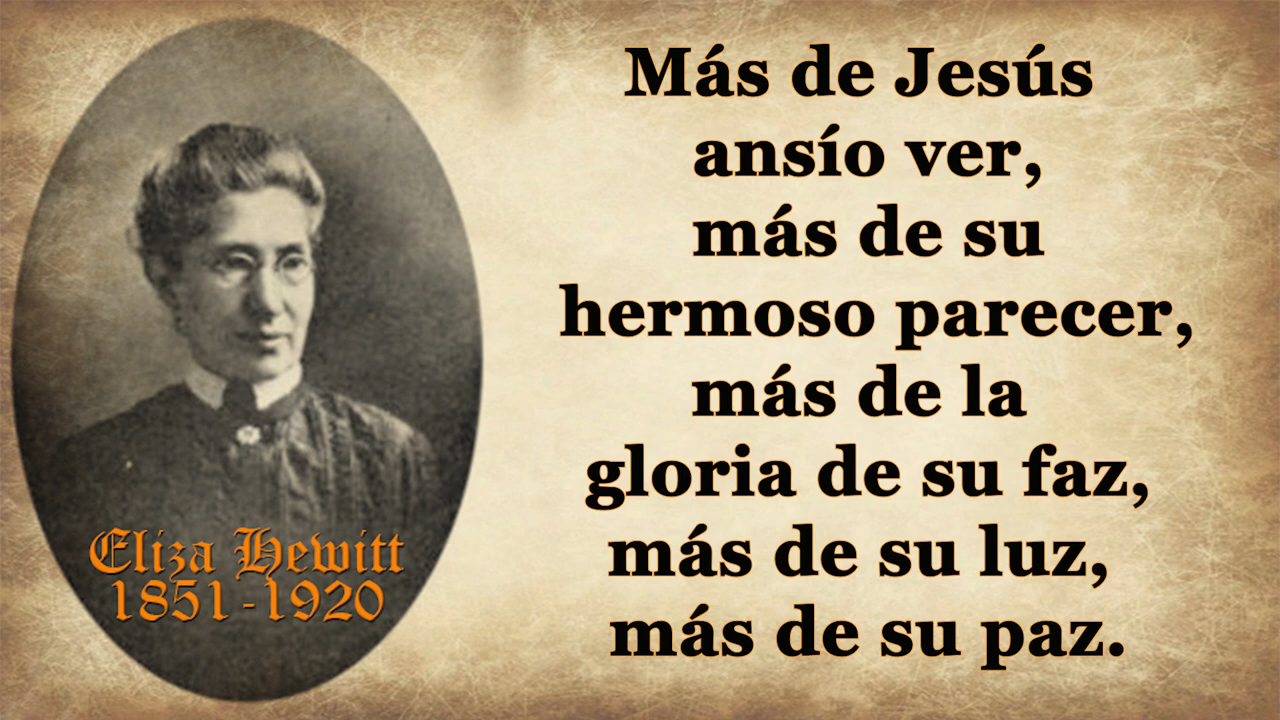 Eliza Hewitt
1851-1920
Más de Jesús
ansío ver,
más de su
hermoso parecer,
más de la
gloria de su faz,
más de su luz,
más de su paz.